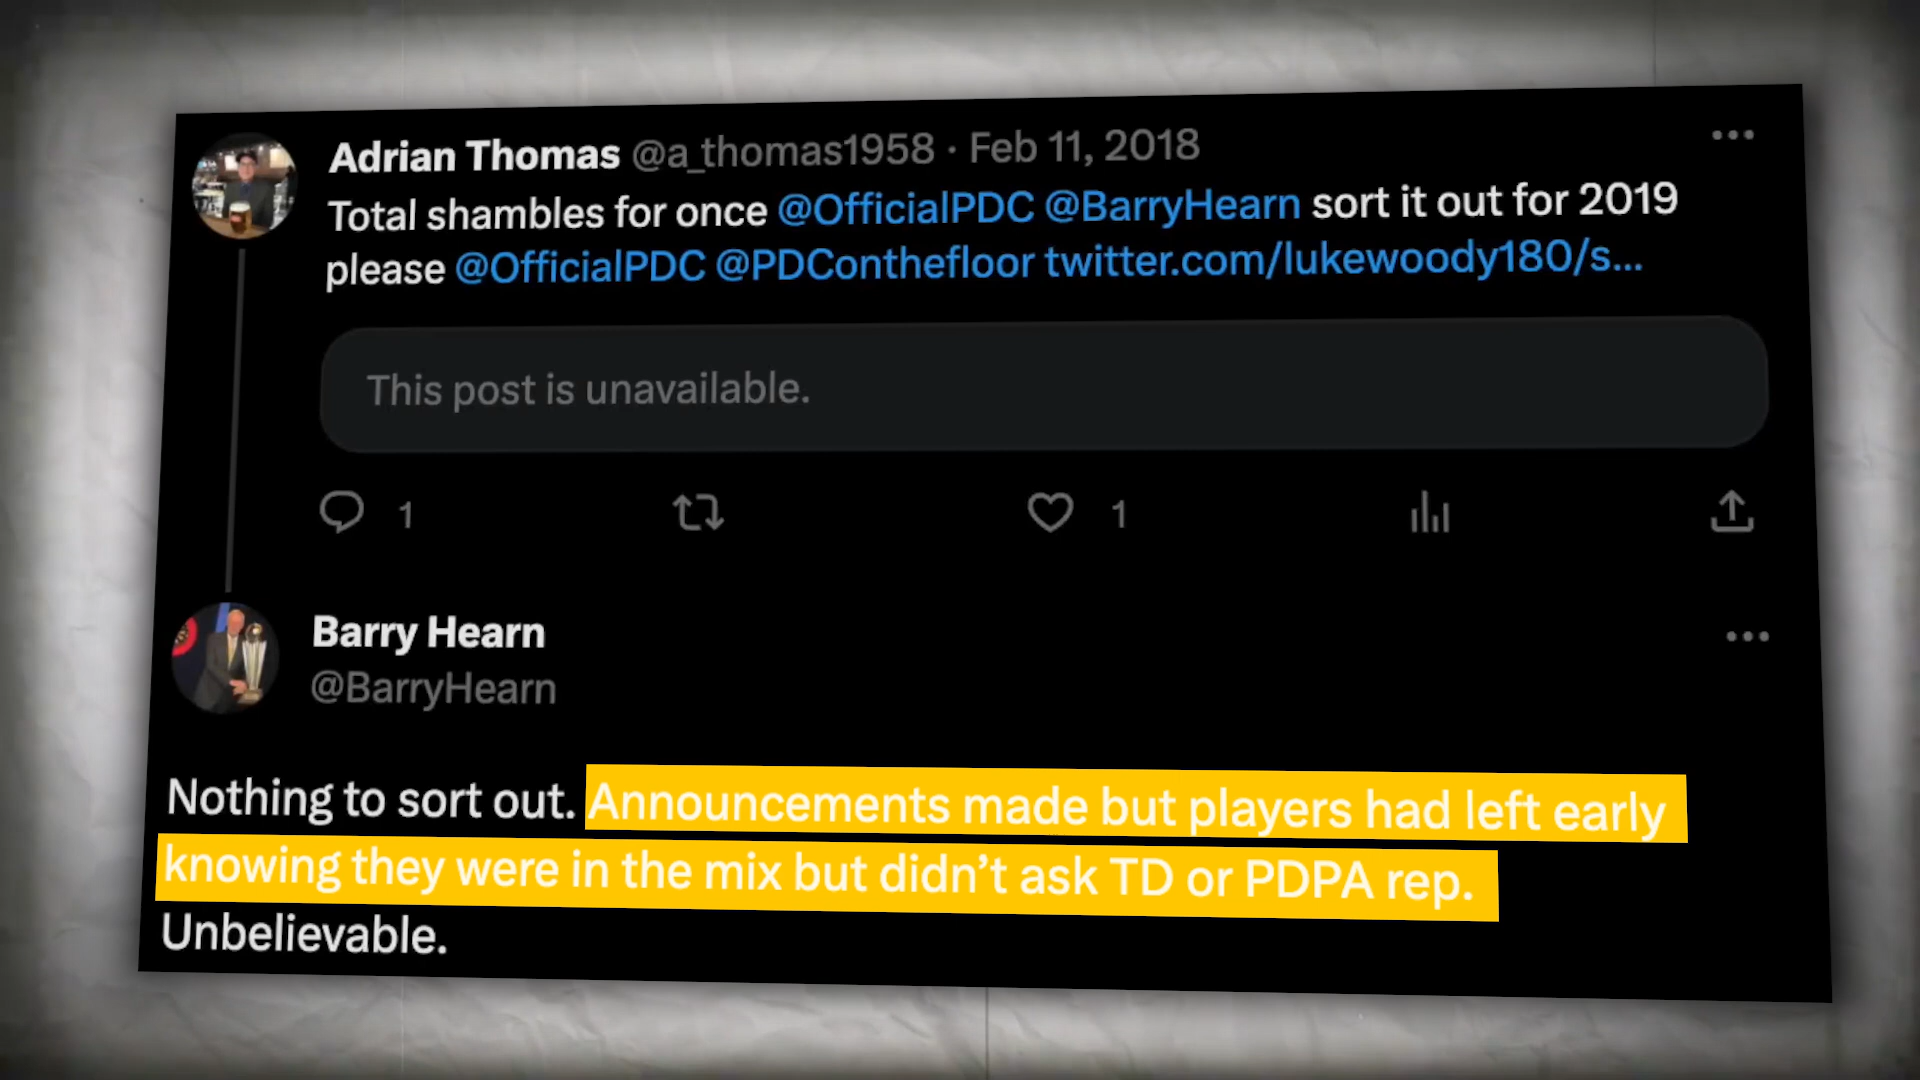 Adrian Thomas @a_thomas1958 · Feb 11, 2018
Total shambles for once @OfficialPDC @BarryHearn sort it out for 2019
please @OfficialPDC @PDConthefloor twitter.com/lukewoody180/s...
This post is unavailable.
1 1
Barry Hearn
@BarryHearn
Nothing to sort out. Announcements made but players had left early
knowing they were in the mix but didn't ask TD or PDPA rep.
Unbelievable.